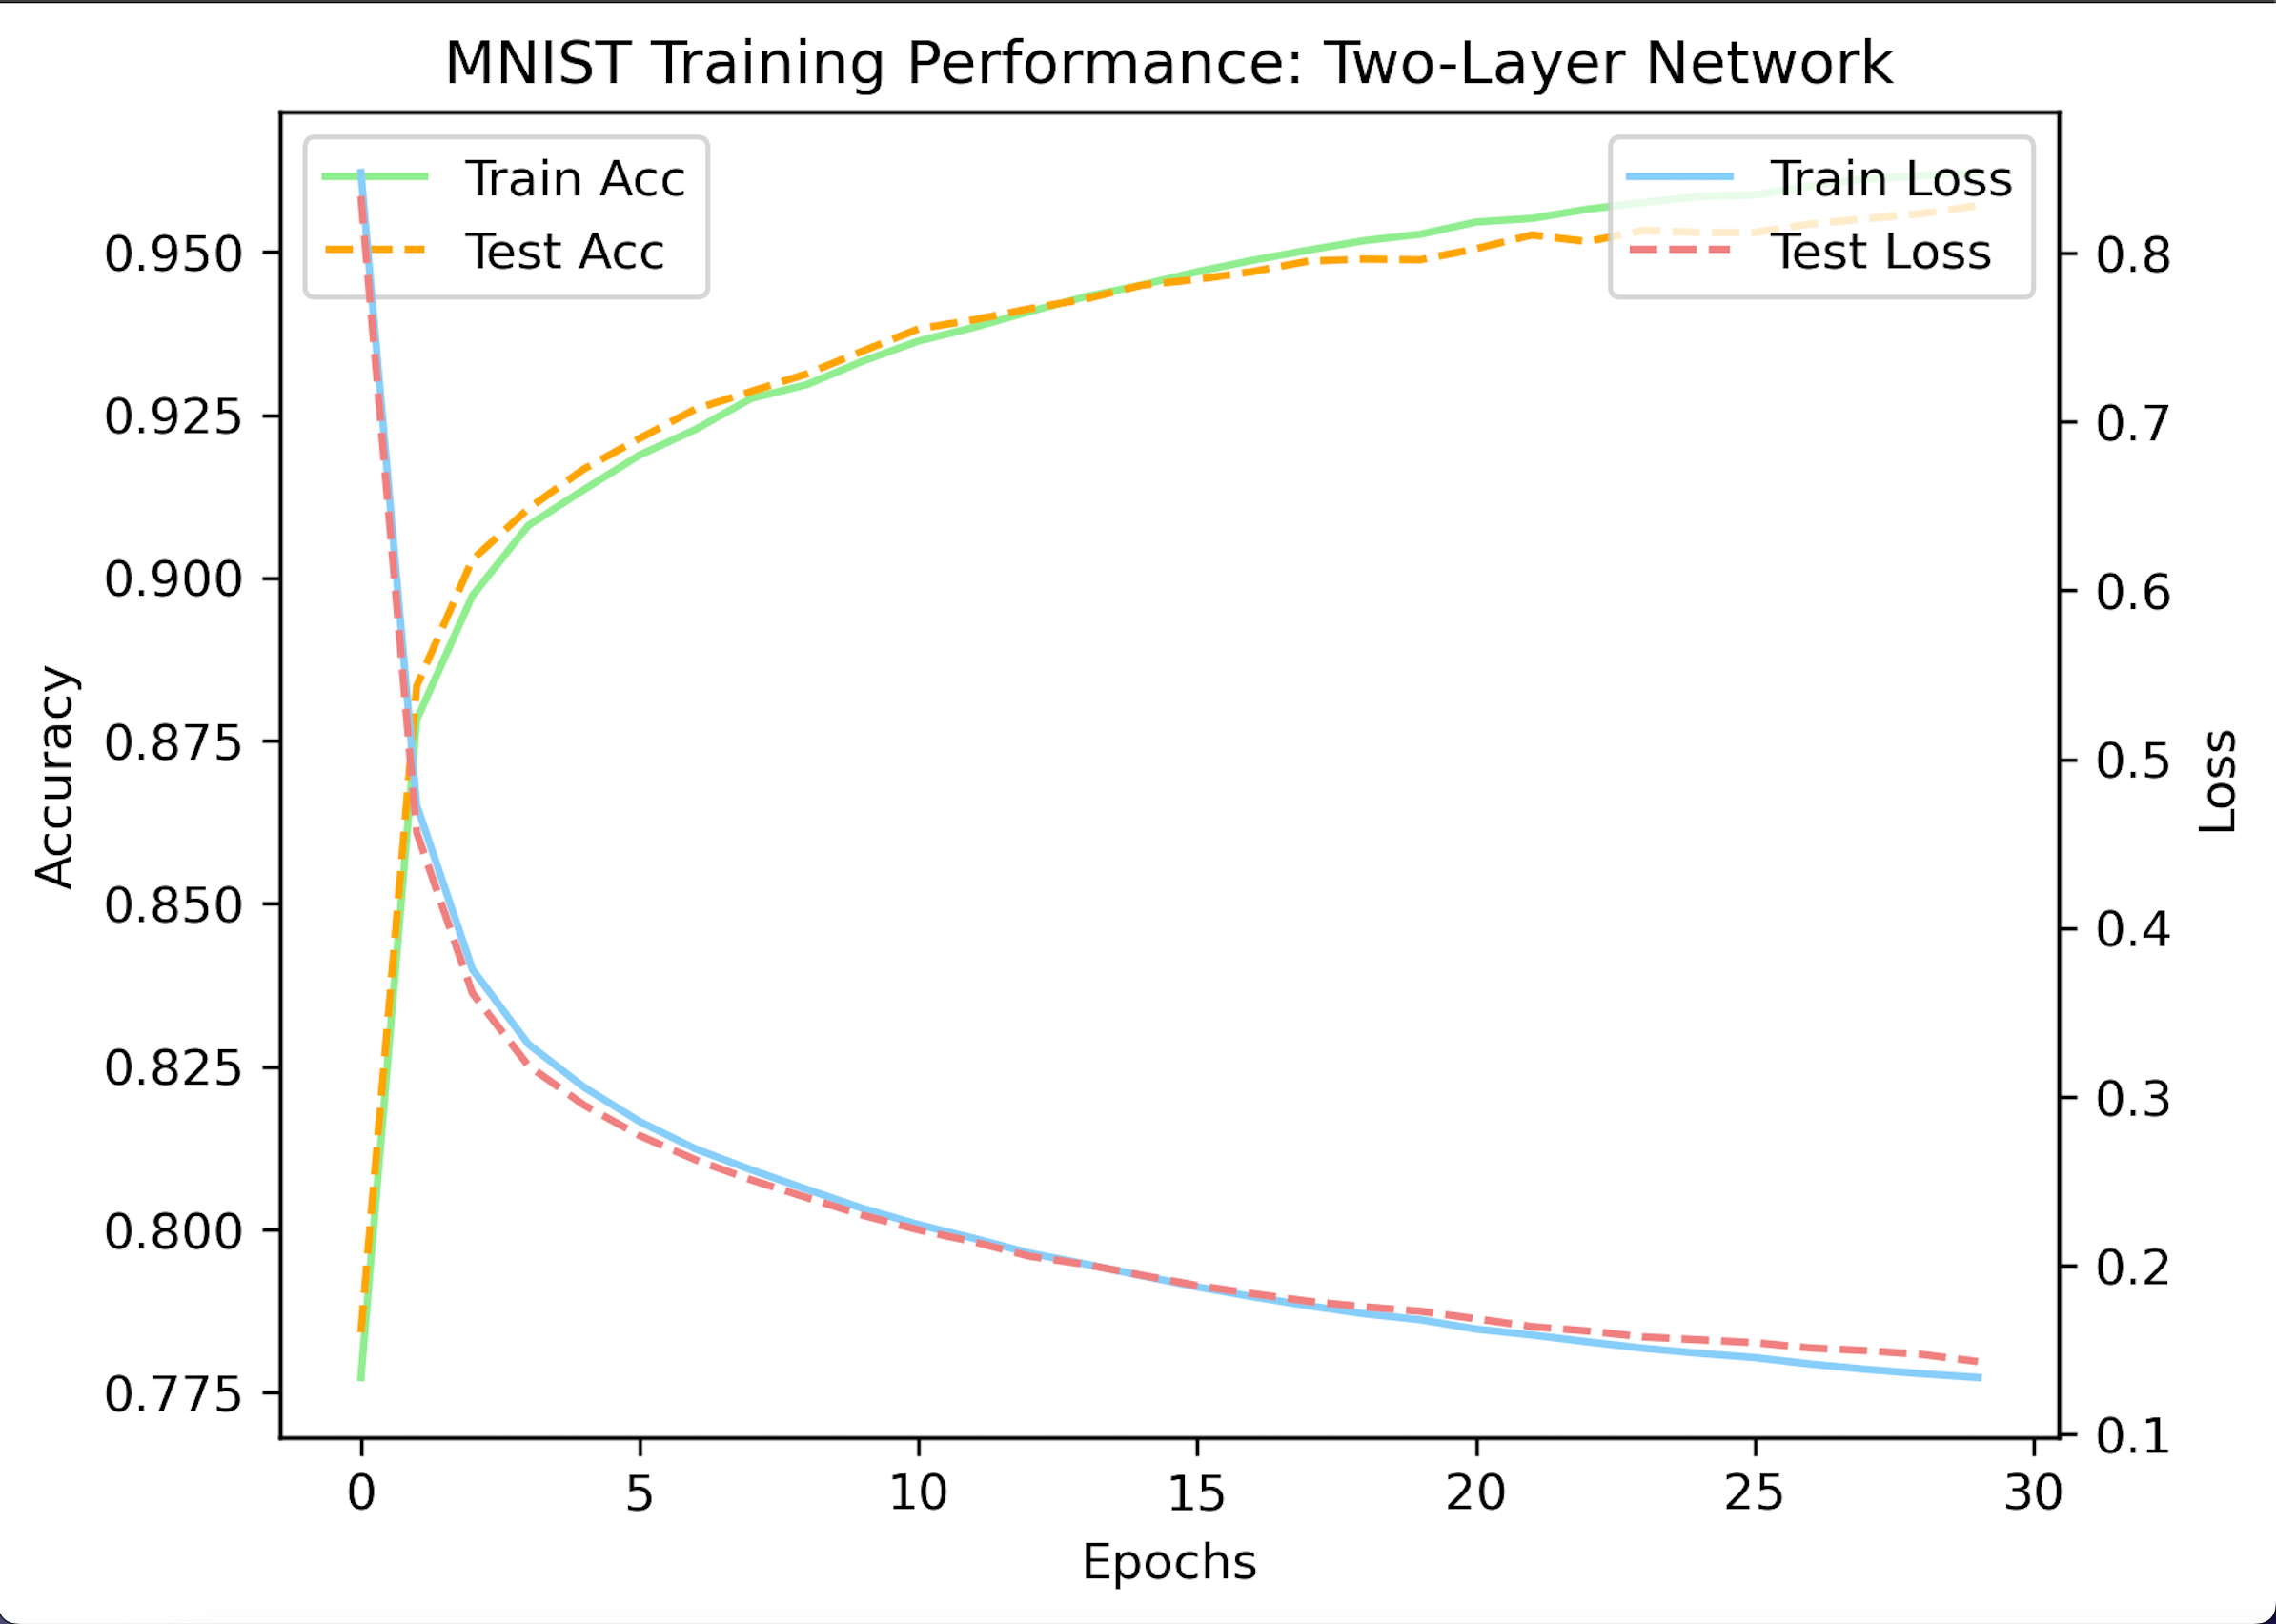 MNIST Training Performance: Two-Layer Network
Train Acc
Test Acc
Train Loss
Test Loss
Accuracy
0.950
0.925
0.900
0.875
0.850
0.825
0.800
0.775
Loss
0.8
0.7
0.6
0.5
0.4
0.3
0.2
0.1
0 5 10 15 20 25 30
Epochs